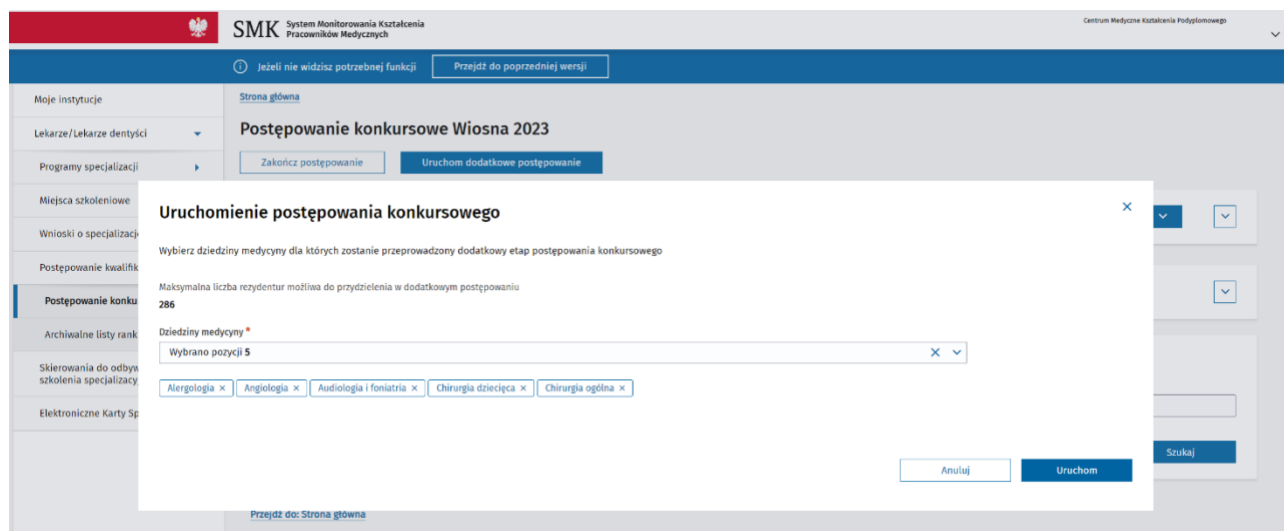 SMK System Monitorowania Kształcenia
Pracowników Medycznych
Centrum Medyczne Kształcenia Podyplomowego
Jeżeli nie widzisz potrzebnej funkcji
Przejdź do poprzedniej wersji
Moje instytucje
Lekarze/Lekarze dentyści
Programy specjalizacji
Miejsca szkoleniowe
Wnioski o specjalizacj
Postępowanie kwalifik
Postępowanie konku
Archiwalne listy rank
Skierowania do odbyw
szkolenia specjalizacy
Elektroniczne Karty Sp
Strona główna
Postępowanie konkursowe Wiosna 2023
Zakończ postępowanie
Uruchom dodatkowe postępowanie
Uruchomienie postępowania konkursowego
Wybierz dziedziny medycyny dla których zostanie przeprowadzony dodatkowy etap postępowania konkursowego
Maksymalna liczba rezydentur możliwa do przydzielenia w dodatkowym postępowaniu
286
Dziedziny medycyny *
Wybrano pozycji 5
Alergologia × Angiologia × Audiologia i foniatria × Chirurgia dziecięca × Chirurgia ogólna ×
Anuluj
Uruchom
Szukaj
Przejdź do: Strona główna